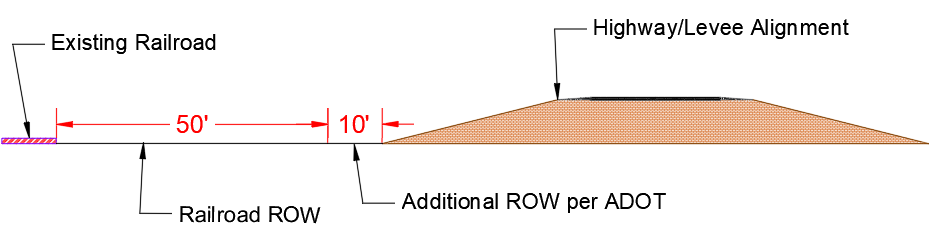 Highway/Levee Alignment
Existing Railroad
50'
10'
Additional ROW per ADOT
Railroad ROW